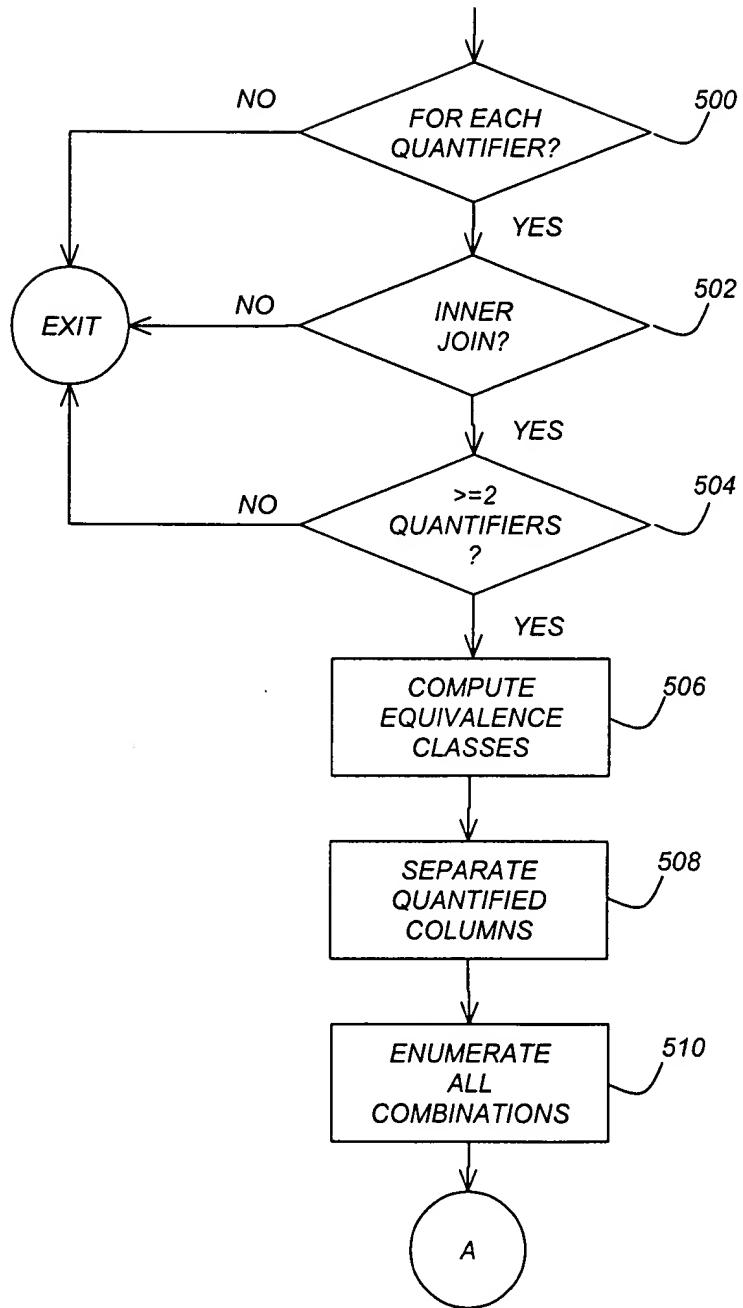 NO
FOR EACH
QUANTIFIER?
500
YES
EXIT
NO
INNER
JOIN?
502
YES
NO
>=2
QUANTIFIERS
?
504
YES
COMPUTE
EQUIVALENCE
CLASSES
506
SEPARATE
QUANTIFIED
COLUMNS
508
ENUMERATE
ALL
COMBINATIONS
510
A